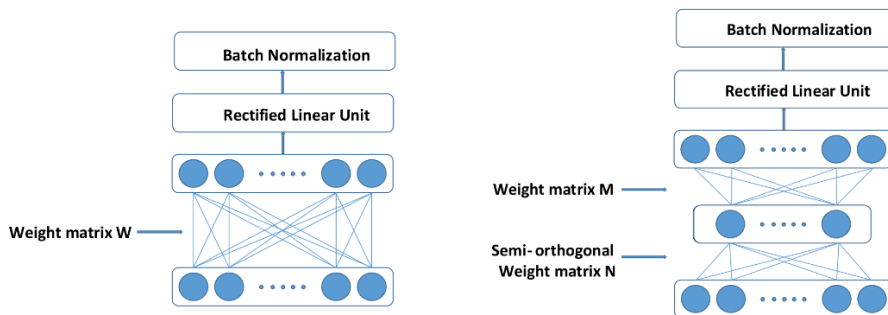 Batch Normalization
Rectified Linear Unit
Weight matrix W
Batch Normalization
Rectified Linear Unit
Weight matrix M
Semi- orthogonal
Weight matrix N